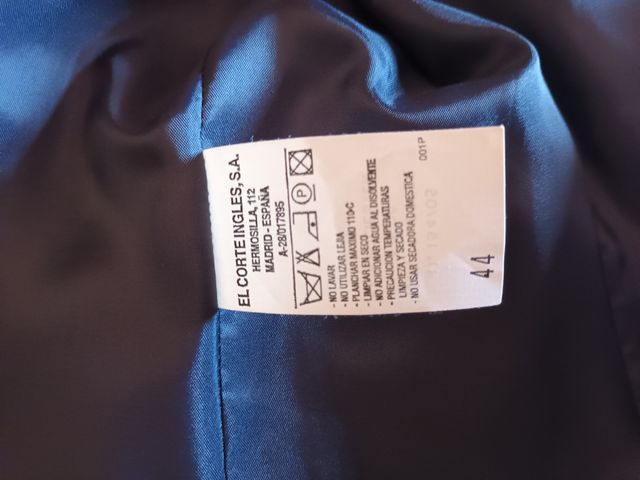 EL CORTE INGLES, S.A.
HERMOSILLA, 112
MADRID - ESPAÑA
A-28/017895
P
- NO LAVAR
- NO UTILIZAR LEJIA
- PLANCHAR MAXIMO 110·C
- LIMPIAR EN SECO
- NO ADICIONAR AGUA AL DISOLVENTE
- PRECAUCION TEMPERATURAS
LIMPIEZA Y SECADO
- NO USAR SECADORA DOMESTICA
001P
44